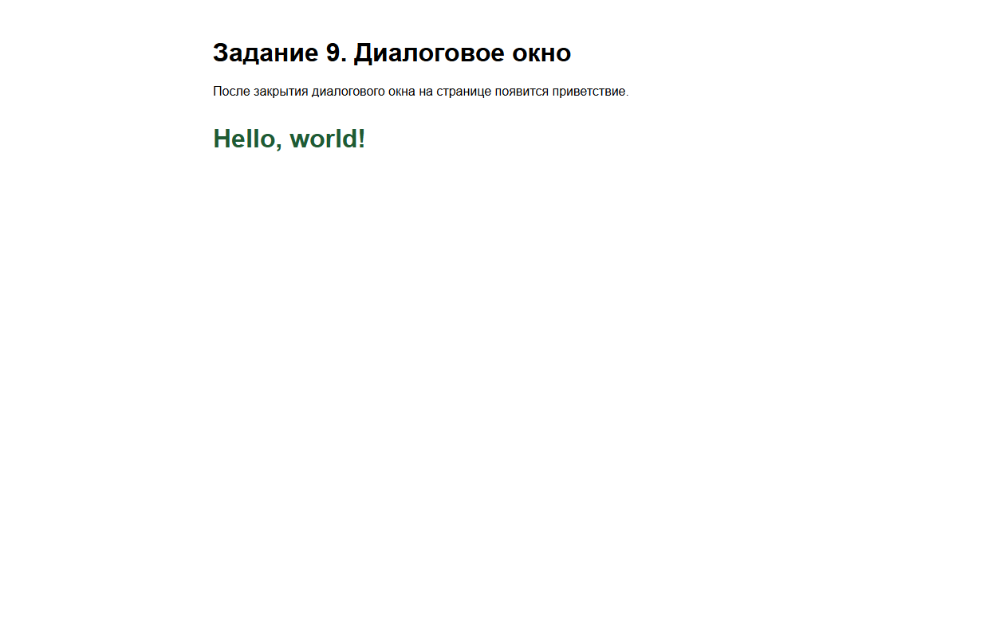 Задание 9. Диалоговое окно
После закрытия диалогового окна на странице появится приветствие.
Hello, world!